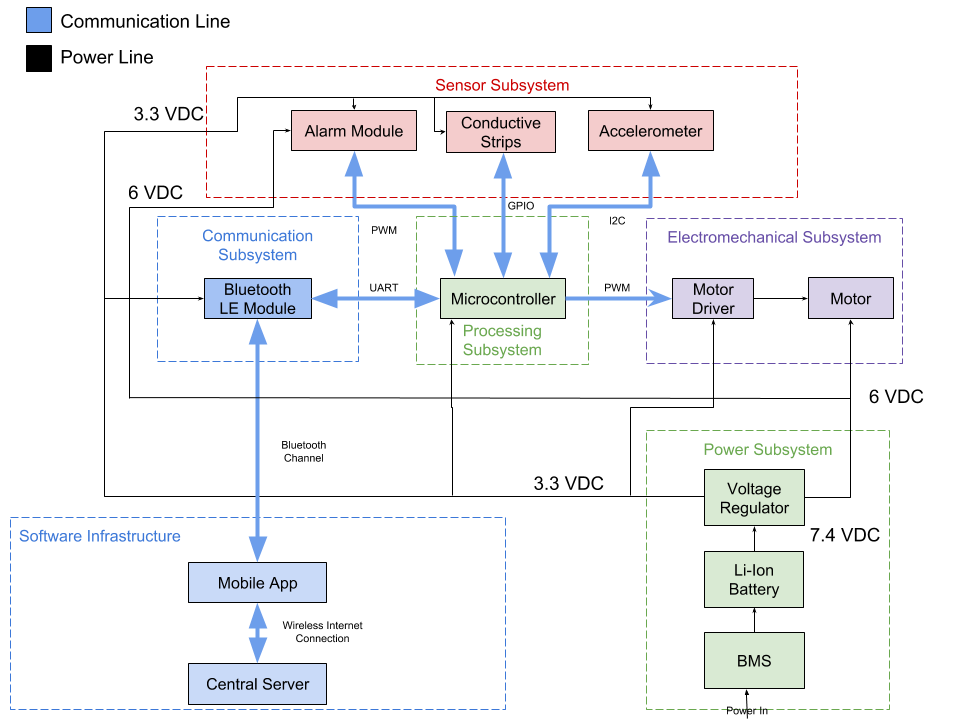 Communication Line
Power Line
Sensor Subsystem
3.3 VDC
Alarm Module
Conductive
Strips
Accelerometer
6 VDC
GPIO
I2C
PWM
Communication
Subsystem
Electromechanical Subsystem
Bluetooth
LE Module
UART
Microcontroller
PWM
Motor
Driver
Motor
Processing
Subsystem
6 VDC
Bluetooth
Channel
Power Subsystem
3.3 VDC
Voltage
Regulator
7.4 VDC
Software Infrastructure
Li-Ion
Battery
Mobile App
Wireless Internet
Connection
BMS
Central Server
Power In